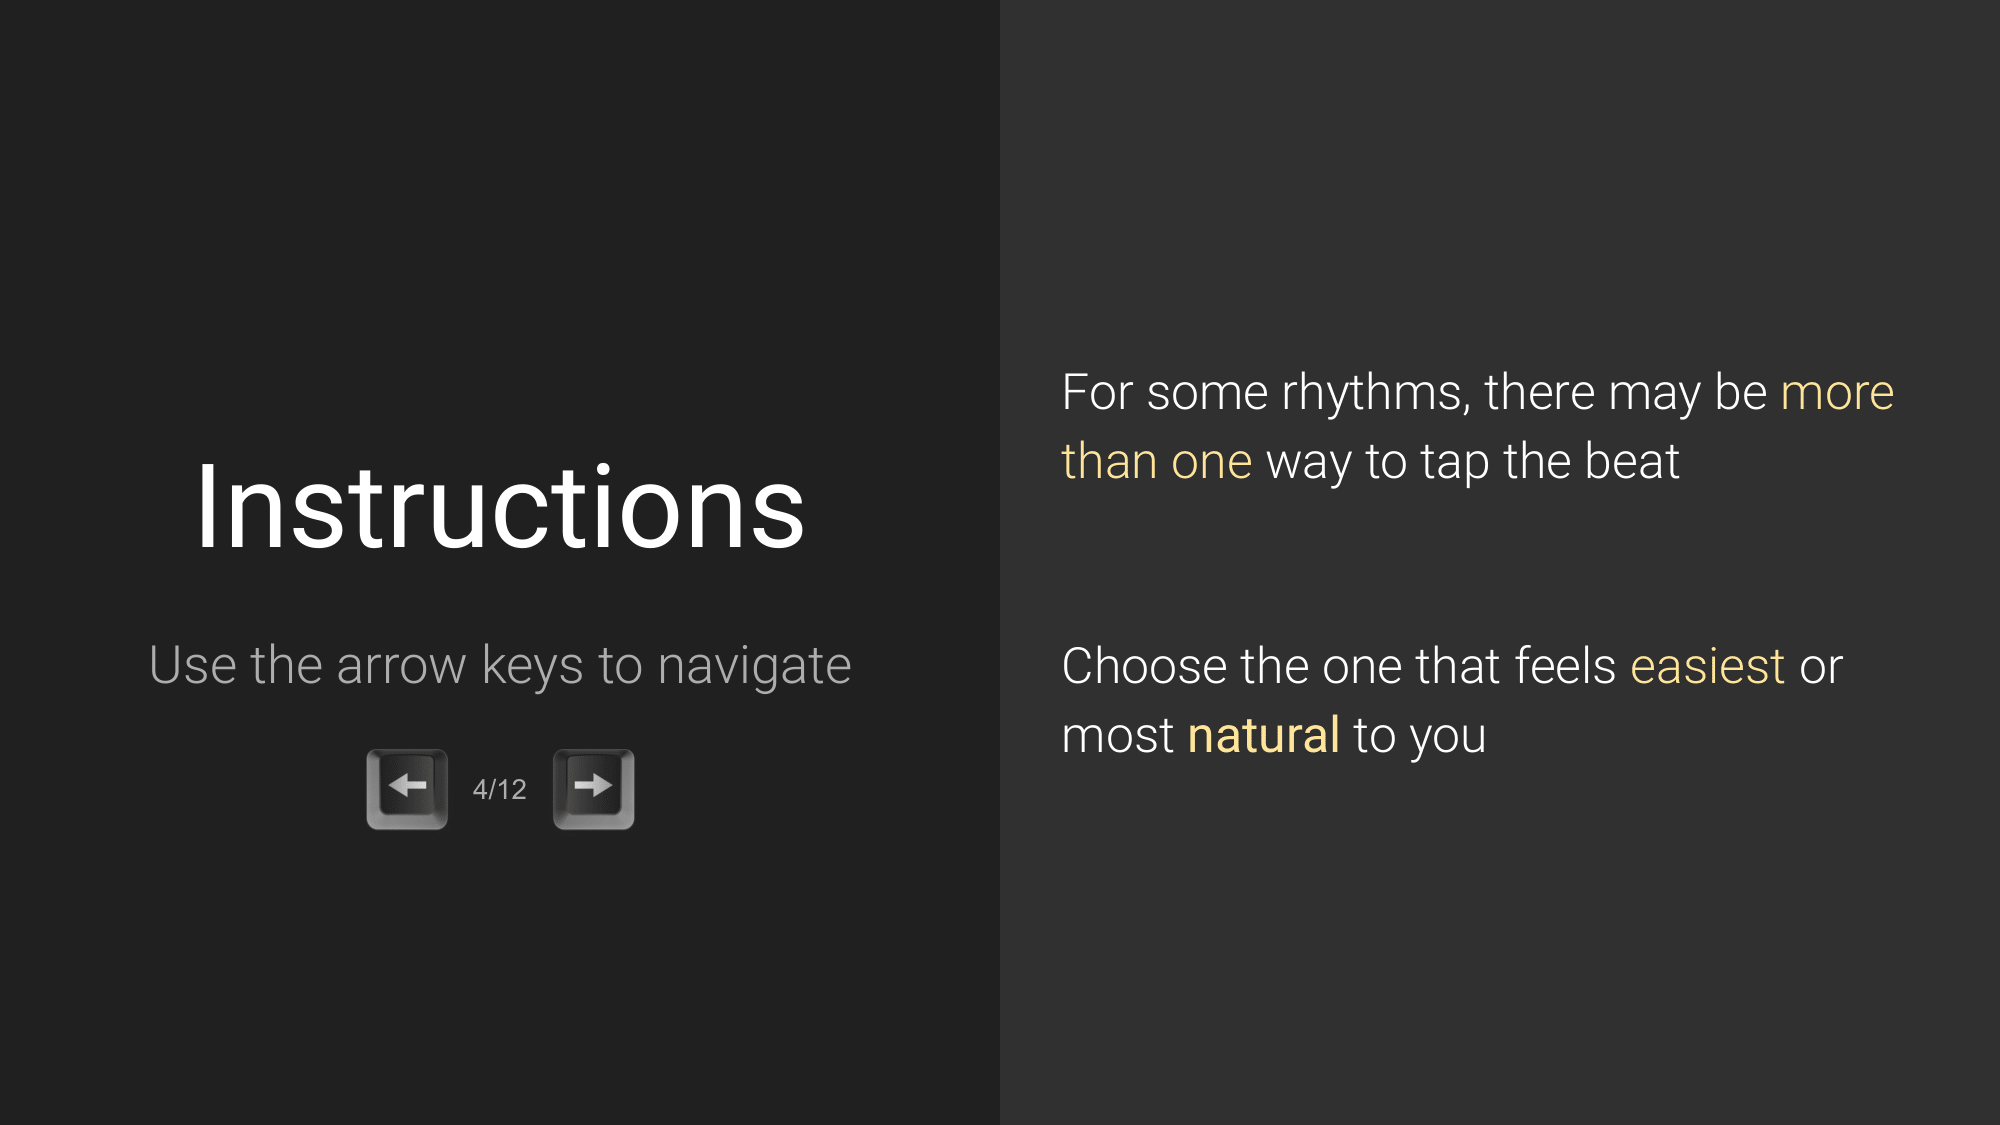 Instructions
Use the arrow keys to navigate
4/12
For some rhythms, there may be more
than one way to tap the beat
Choose the one that feels easiest or
most natural to you